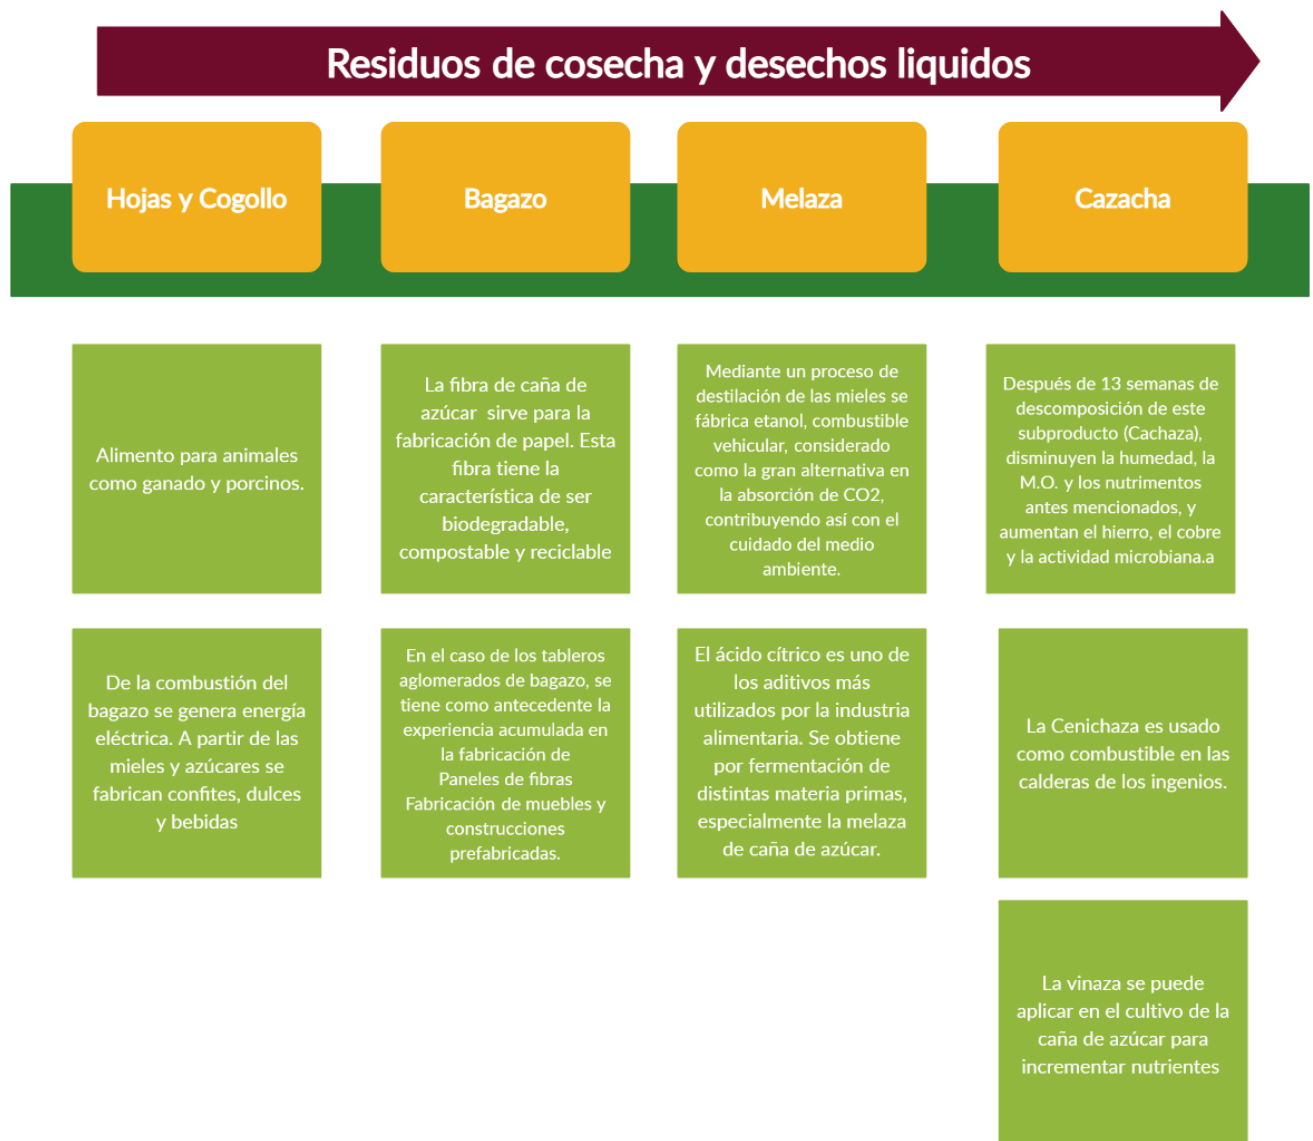 Residuos de cosecha y desechos liquidos
Hojas y Cogollo
Bagazo
Melaza
Cazacha
Alimento para animales
como ganado y porcinos.
La fibra de caña de
azúcar sirve para la
fabricación de papel. Esta
fibra tiene la
característica de ser
biodegradable,
compostable y reciclable
Mediante un proceso de
destilación de las mieles se
fábrica etanol, combustible
vehicular, considerado
como la gran alternativa en
la absorción de CO2,
contribuyendo así con el
cuidado del medio
ambiente.
Después de 13 semanas de
descomposición de este
subproducto (Cachaza),
disminuyen la humedad, la
M.O. y los nutrimentos
antes mencionados, y
aumentan el hierro, el cobre
y la actividad microbiana.a
De la combustión del
bagazo se genera energía
eléctrica. A partir de las
mieles y azúcares se
fabrican confites, dulces
y bebidas
En el caso de los tableros
aglomerados de bagazo, se
tiene como antecedente la
experiencia acumulada en
la fabricación de
Paneles de fibras
Fabricación de muebles y
construcciones
prefabricadas.
El ácido cítrico es uno de
los aditivos más
utilizados por la industria
alimentaria. Se obtiene
por fermentación de
distintas materia primas,
especialmente la melaza
de caña de azúcar.
La Cenichaza es usado
como combustible en las
calderas de los ingenios.
La vinaza se puede
aplicar en el cultivo de la
caña de azúcar para
incrementar nutrientes